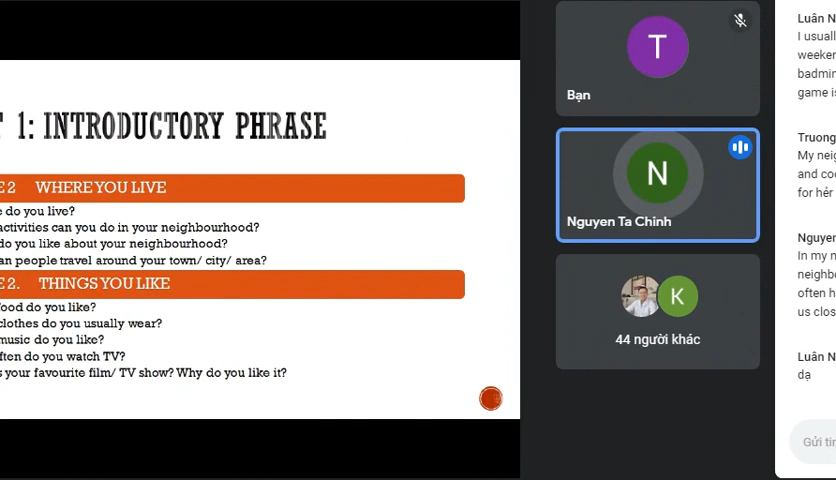 1: INTRODUCTORY PHRASE
2 WHERE YOU LIVE
do you live?
activities can you do in your neighbourhood?
do you like about your neighbourhood?
an people travel around your town/ city/ area?
2. THINGS YOU LIKE
food do you like?
clothes do you usually wear?
music do you like?
ften do you watch TV?
s your favourite film/ TV show? Why do you like it?
T
Bạn
N
Nguyen Ta Chinh
K
44 người khác
Luân N
I usuall
weeker
badmin
game is
Truong
My neig
and coo
for hér
Nguyer
In my n
neighbo
often h
us clos
Luân N
dạ
Gửi tin